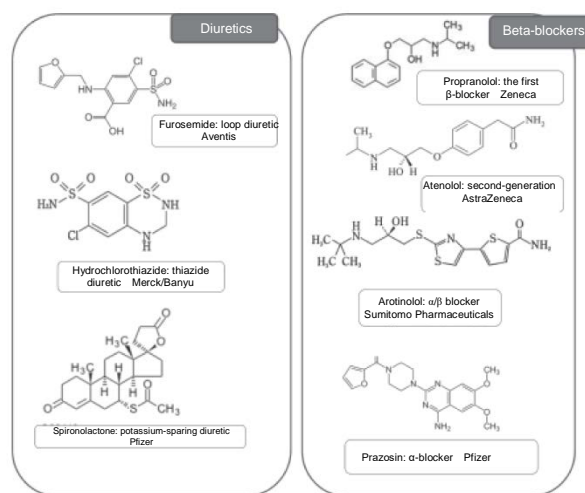 Diuretics
Cl
O
O
O
S
NH
NH₂
O
OH
Furosemide: loop diuretic
Aventis
O
O
O
O
S
S
H₂N
NH
Cl
N
H
Hydrochlorothiazide: thiazide
diuretic Merck/Banyu
O
O
H₃C
H₃C
H
H
H
O
S
CH₃
O
Spironolactone: potassium-sparing diuretic
Pfizer
Beta-blockers
CH₃
O
N
H
CH₃
OH
Propranolol: the first
β-blocker Zeneca
CH₃
NH₂
H₃C
N
H
O
O
HO
H
Atenolol: second-generation
AstraZeneca
H
N
OH
S
N
S
O
NH₂
H₃C
CH₃
CH₃
S
Arotinolol: α/β blocker
Sumitomo Pharmaceuticals
O
N
O
N
N
O
CH₃
N
O
CH₃
NH₂
Prazosin: α-blocker Pfizer